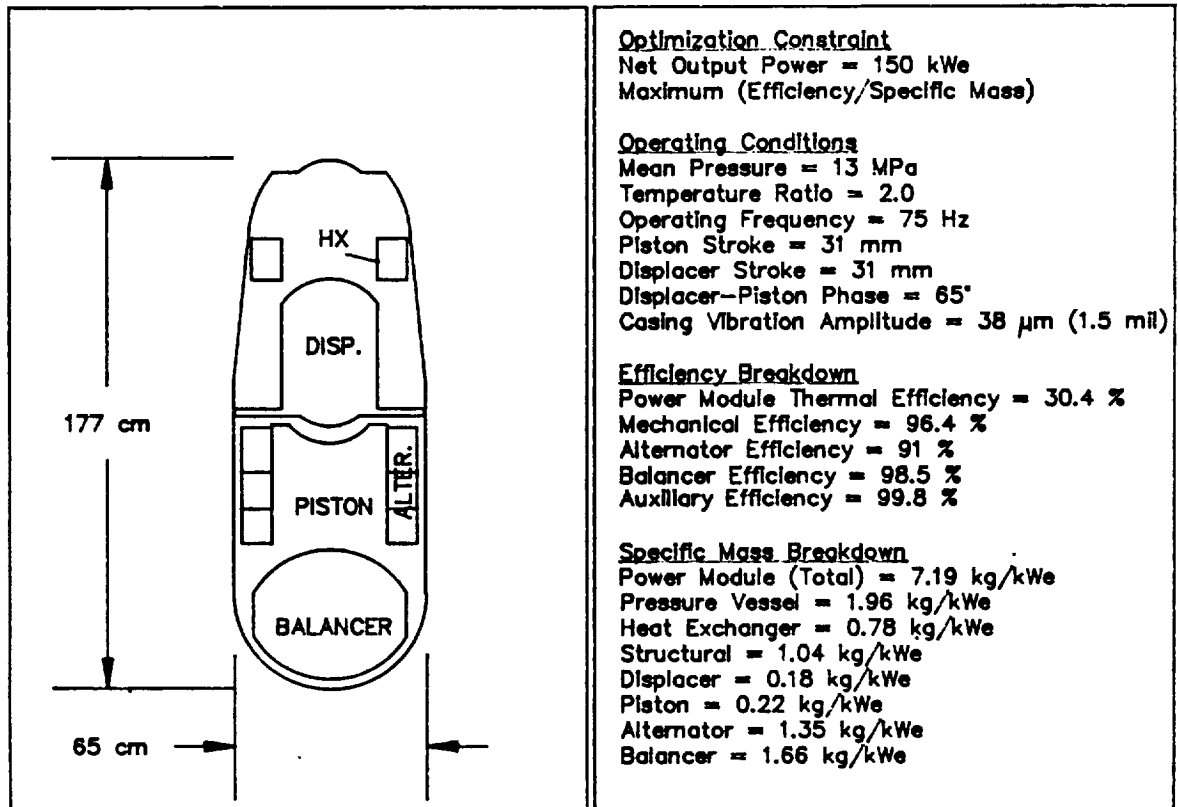 HX
DISP.
177 cm
ALTER.
PISTON
BALANCER
65 cm
Optimization Constraint
Net Output Power = 150 kWe
Maximum (Efficiency/Specific Mass)
Operating Conditions
Mean Pressure = 13 MPa
Temperature Ratio = 2.0
Operating Frequency = 75 Hz
Piston Stroke = 31 mm
Displacer Stroke = 31 mm
Displacer-Piston Phase = 65°
Casing Vibration Amplitude = 38 μm (1.5 mil)
Efficiency Breakdown
Power Module Thermal Efficiency = 30.4 %
Mechanical Efficiency = 96.4 %
Alternator Efficiency = 91 %
Balancer Efficiency = 98.5 %
Auxiliary Efficiency = 99.8 %
Specific Mass Breakdown
Power Module (Total) = 7.19 kg/kWe
Pressure Vessel = 1.96 kg/kWe
Heat Exchanger = 0.78 kg/kWe
Structural = 1.04 kg/kWe
Displacer = 0.18 kg/kWe
Piston = 0.22 kg/kWe
Alternator = 1.35 kg/kWe
Balancer = 1.66 kg/kWe